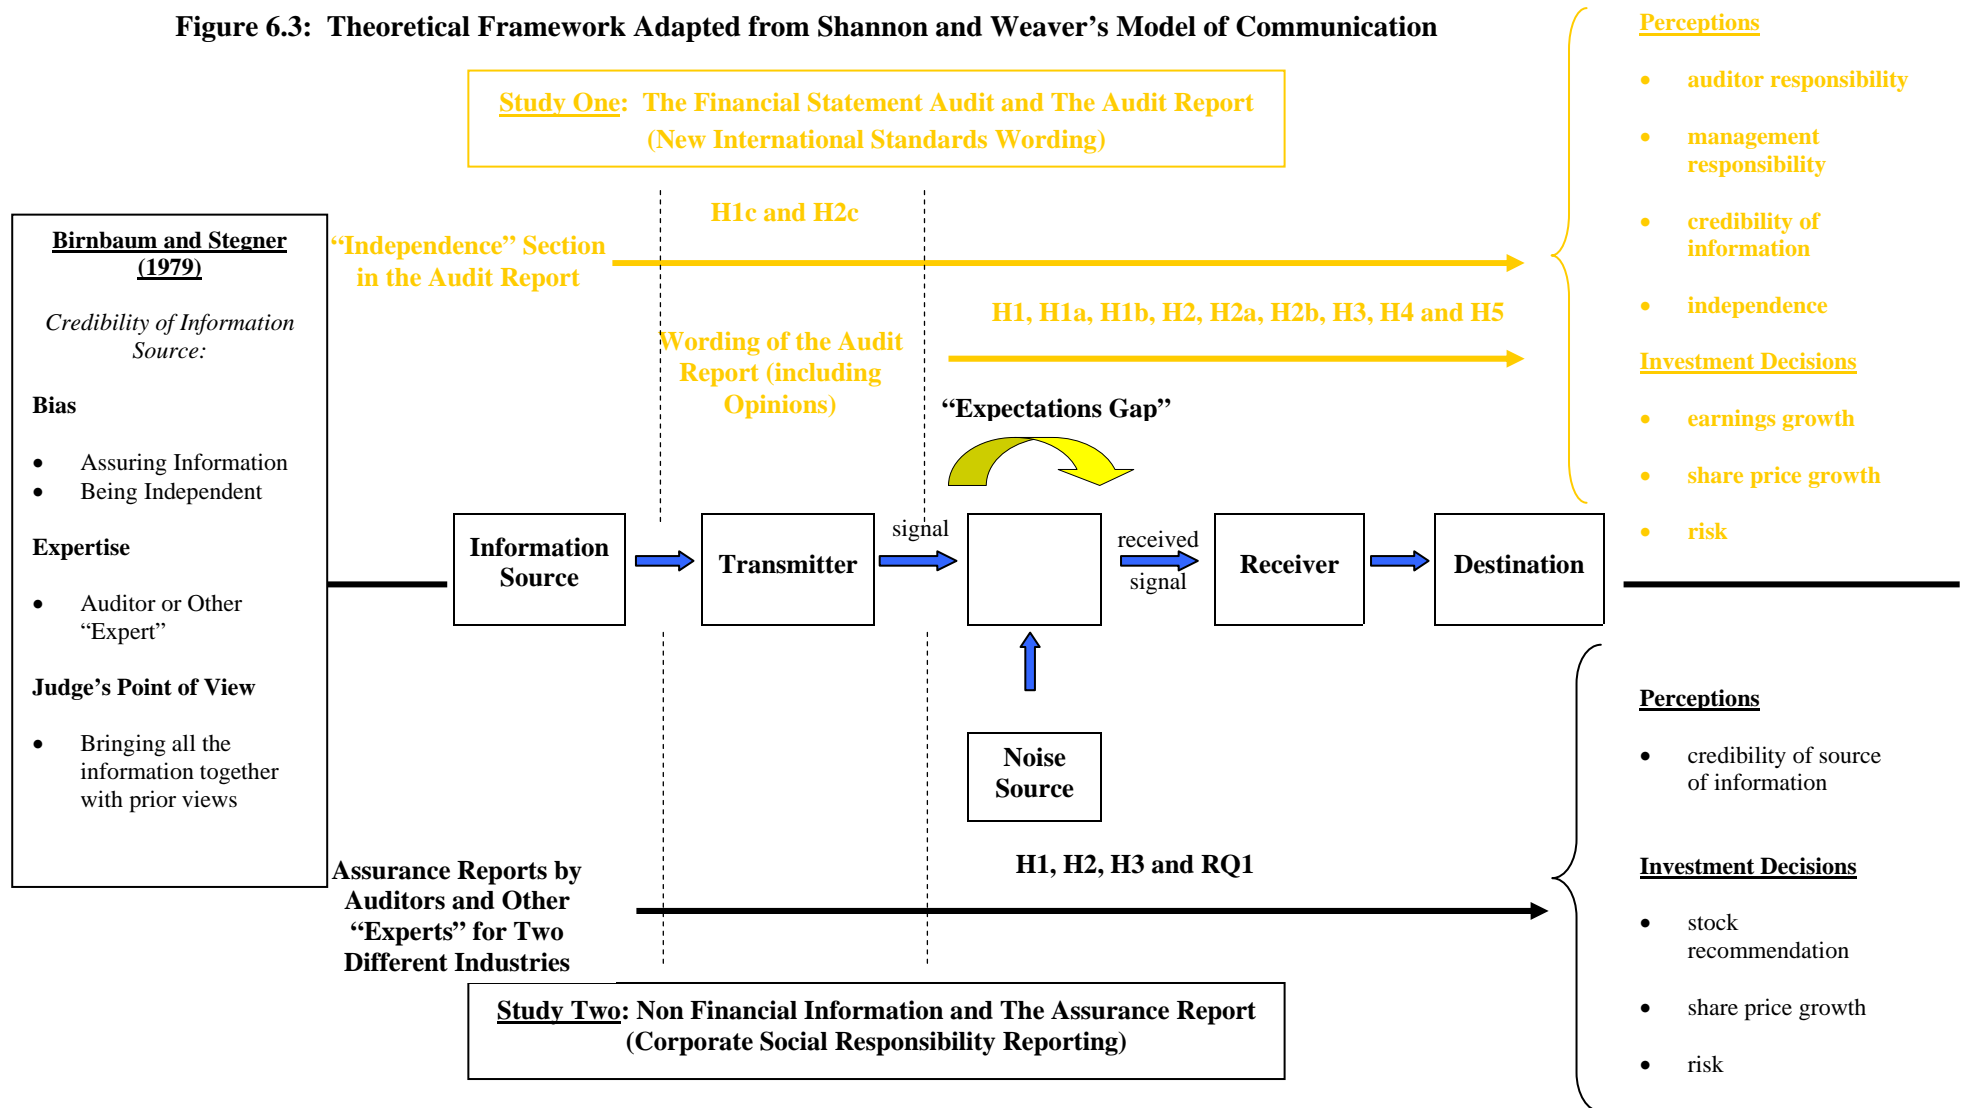 Figure 6.3:  Theoretical Framework Adapted from Shannon and Weaver’s Model of Communication
Study One:  The Financial Statement Audit and The Audit Report
(New International Standards Wording)
Birnbaum and Stegner
(1979)
Credibility of Information
Source:
Bias
• Assuring Information
• Being Independent
Expertise
• Auditor or Other
“Expert”
Judge’s Point of View
• Bringing all the
information together
with prior views
“Independence” Section
in the Audit Report
H1c and H2c
Wording of the Audit
Report (including
Opinions)
H1, H1a, H1b, H2, H2a, H2b, H3, H4 and H5
“Expectations Gap”
Information
Source
Transmitter
signal
received
signal
Receiver
Destination
Noise
Source
Assurance Reports by
Auditors and Other
“Experts” for Two
Different Industries
H1, H2, H3 and RQ1
Study Two: Non Financial Information and The Assurance Report
(Corporate Social Responsibility Reporting)
Perceptions
• auditor responsibility
• management
responsibility
• credibility of
information
• independence
Investment Decisions
• earnings growth
• share price growth
• risk
Perceptions
• credibility of source
of information
Investment Decisions
• stock
recommendation
• share price growth
• risk